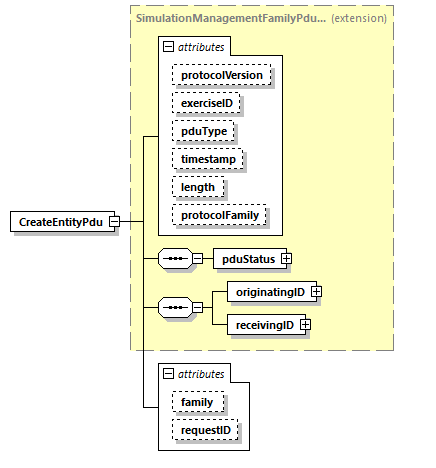 SimulationManagementFamilyPdu... (extension)
attributes
protocolVersion
exerciseID
pduType
timestamp
length
protocolFamily
CreateEntityPdu
pduStatus
originatingID
receivingID
attributes
family
requestID